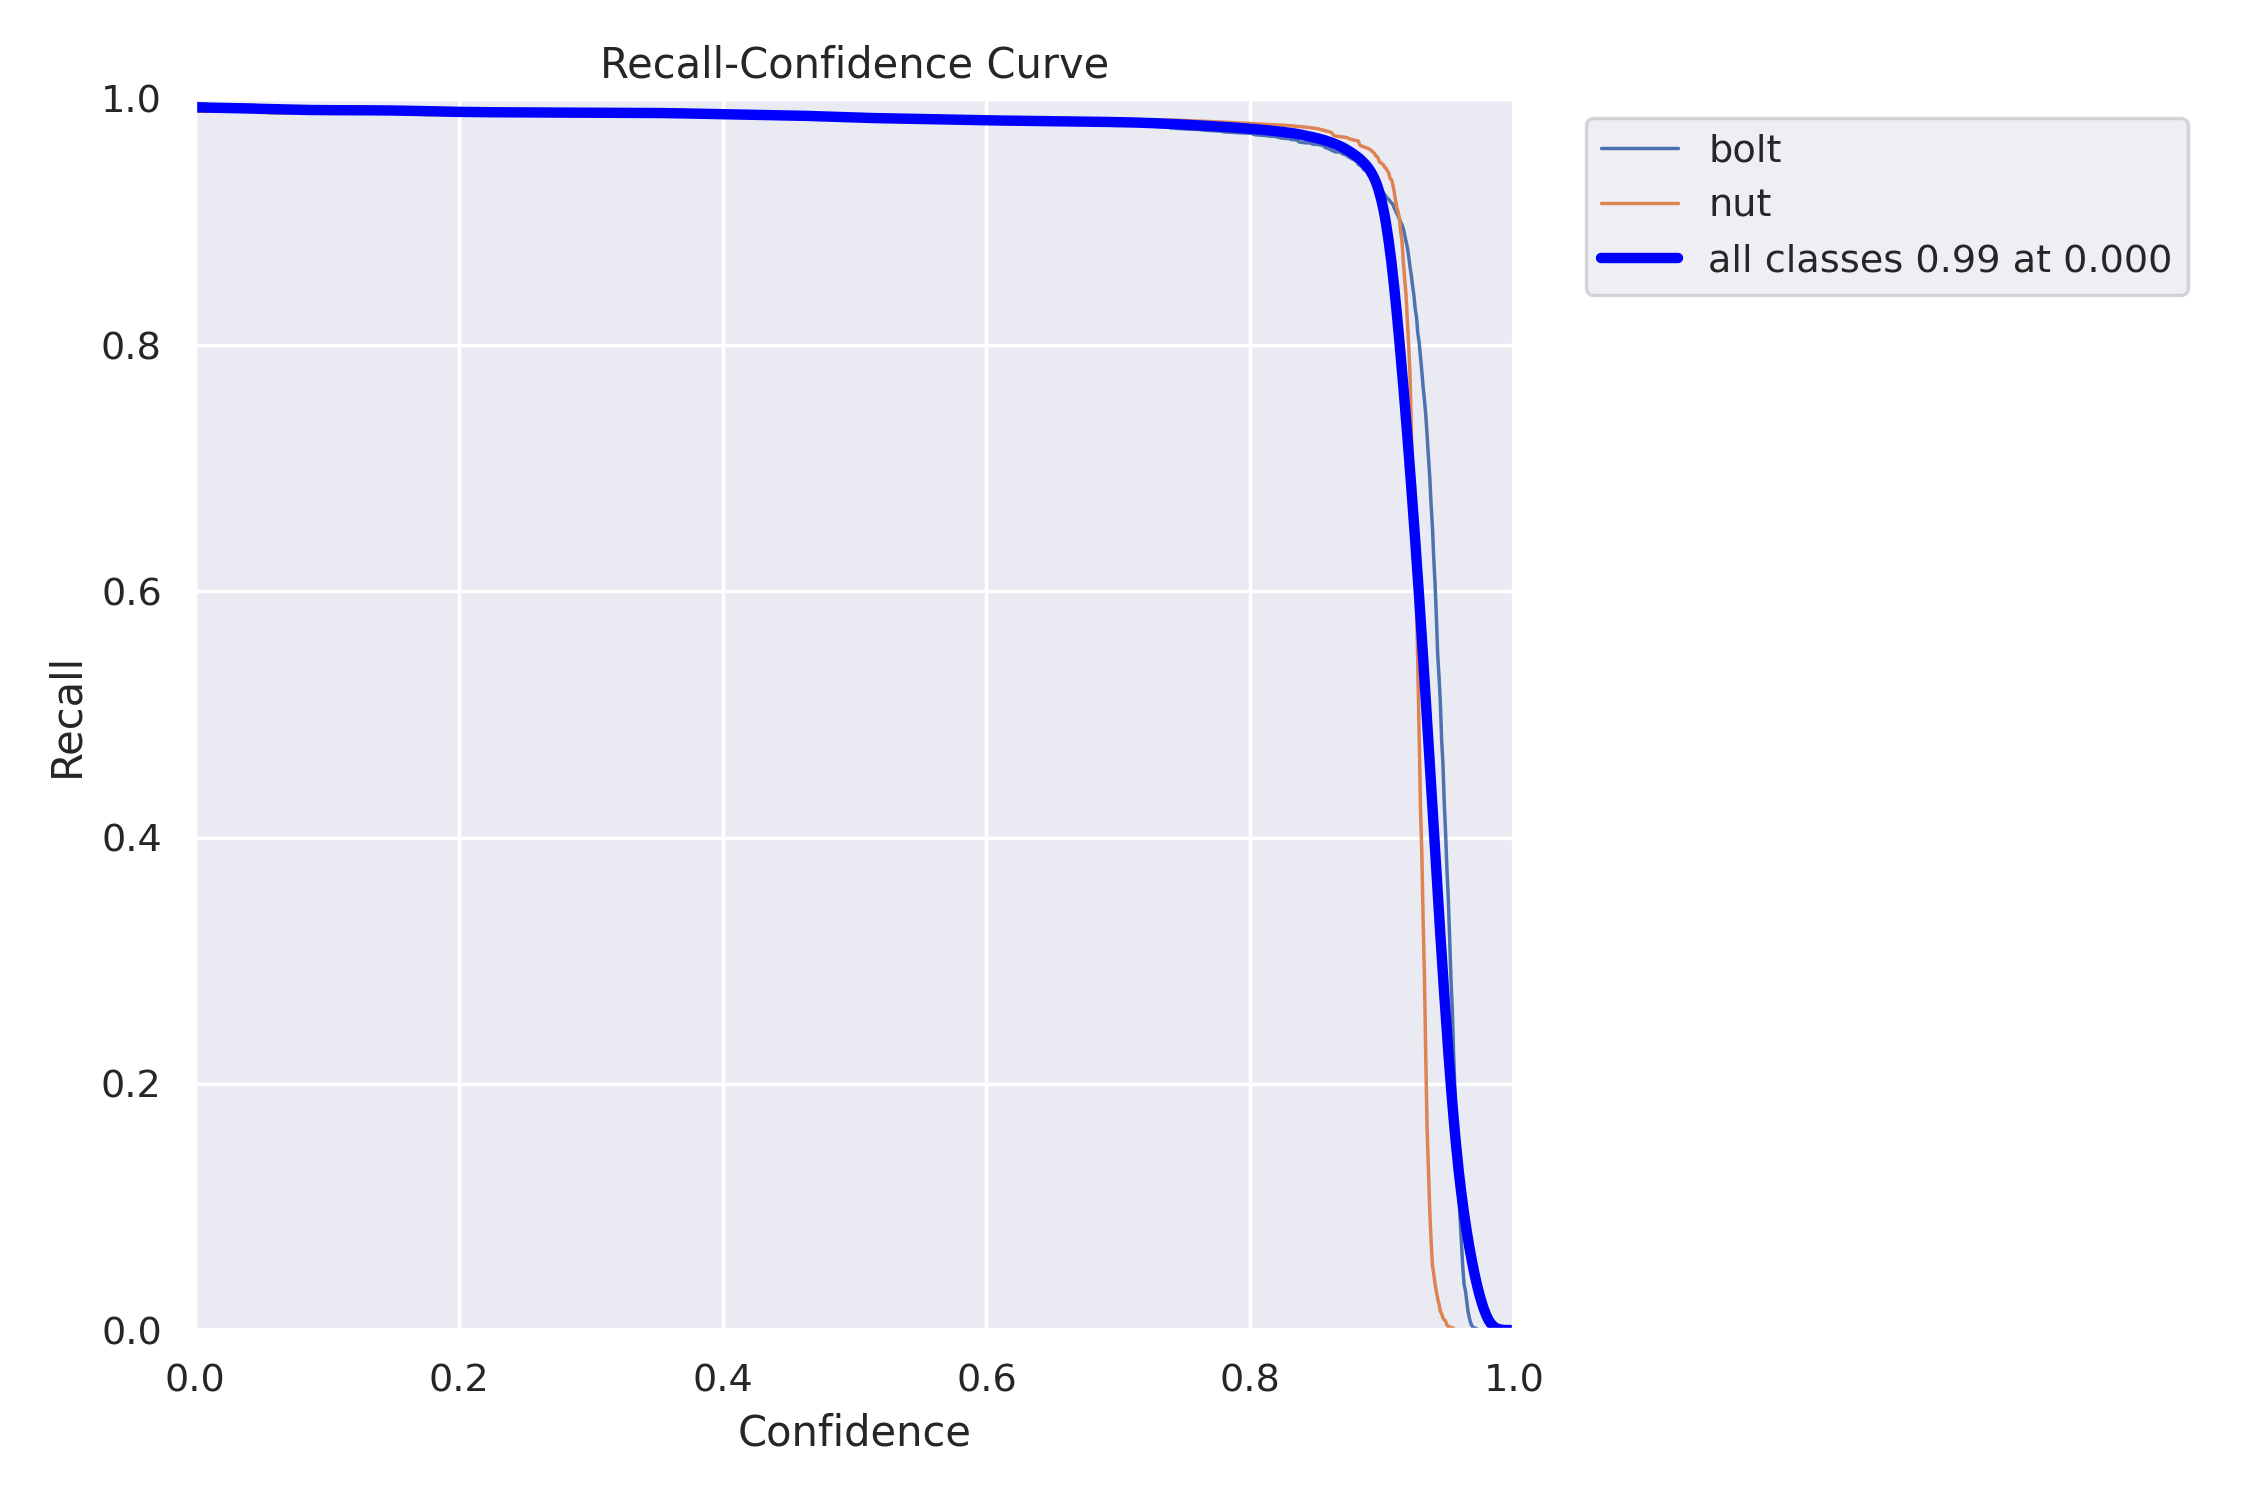 Recall-Confidence Curve
1.0
0.8
0.6
0.4
0.2
0.0
Recall
0.0 0.2 0.4 0.6 0.8 1.0
Confidence
bolt
nut
all classes 0.99 at 0.000